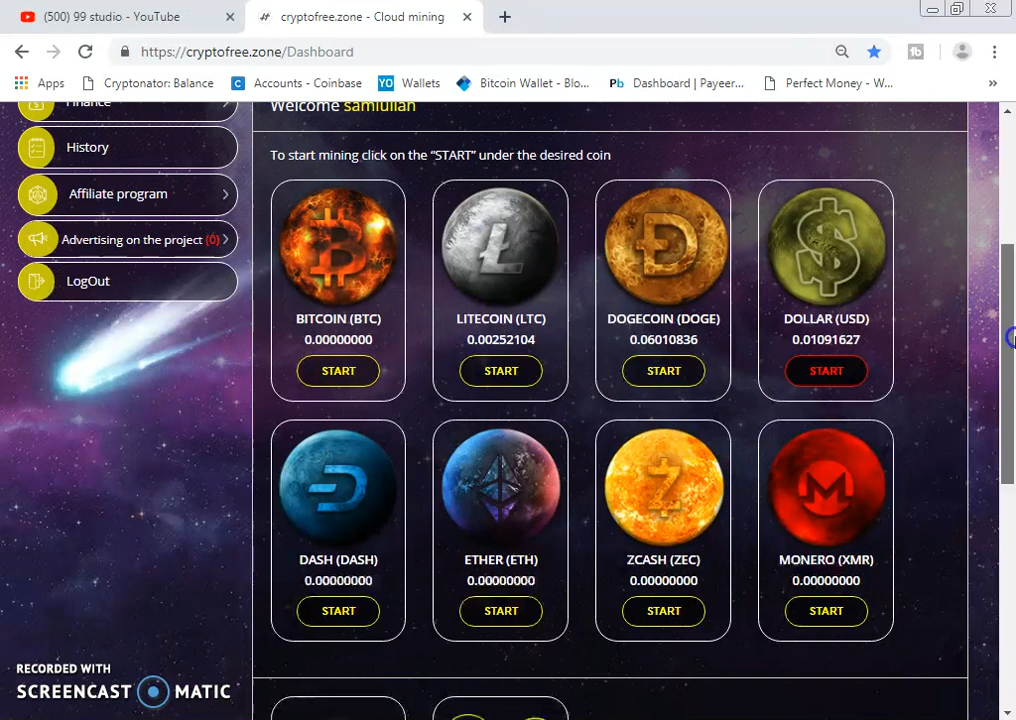 (500) 99 studio - YouTube
cryptofree.zone - Cloud mining
https://cryptofree.zone/Dashboard
Apps
Cryptonator: Balance
Accounts - Coinbase
YO Wallets
Bitcoin Wallet - Blo...
Pb Dashboard | Payeer...
Perfect Money - W...
Finance
History
Affiliate program
Advertising on the project (0)
LogOut
Welcome samiullah
To start mining click on the “START” under the desired coin
BITCOIN (BTC)
0.00000000
START
LITECOIN (LTC)
0.00252104
START
DOGECOIN (DOGE)
0.06010836
START
DOLLAR (USD)
0.01091627
START
DASH (DASH)
0.00000000
START
ETHER (ETH)
0.00000000
START
ZCASH (ZEC)
0.00000000
START
MONERO (XMR)
0.00000000
START
RECORDED WITH
SCREENCAST MATIC